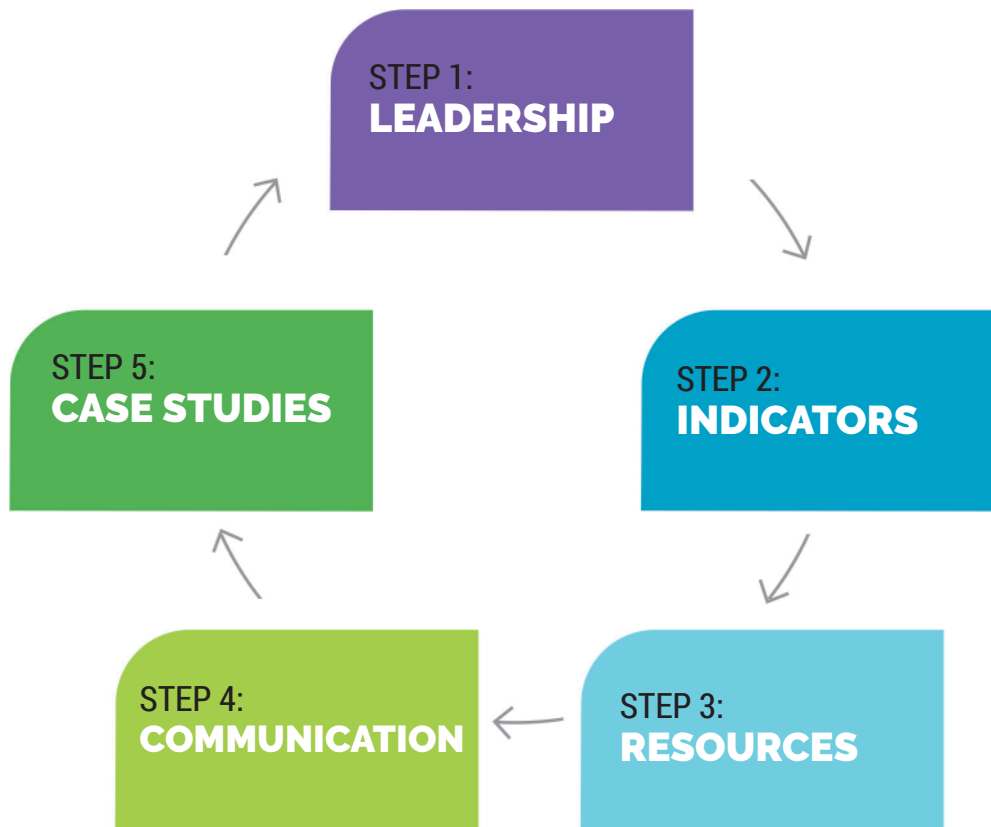 STEP 1:
LEADERSHIP
STEP 2:
INDICATORS
STEP 3:
RESOURCES
STEP 4:
COMMUNICATION
STEP 5:
CASE STUDIES